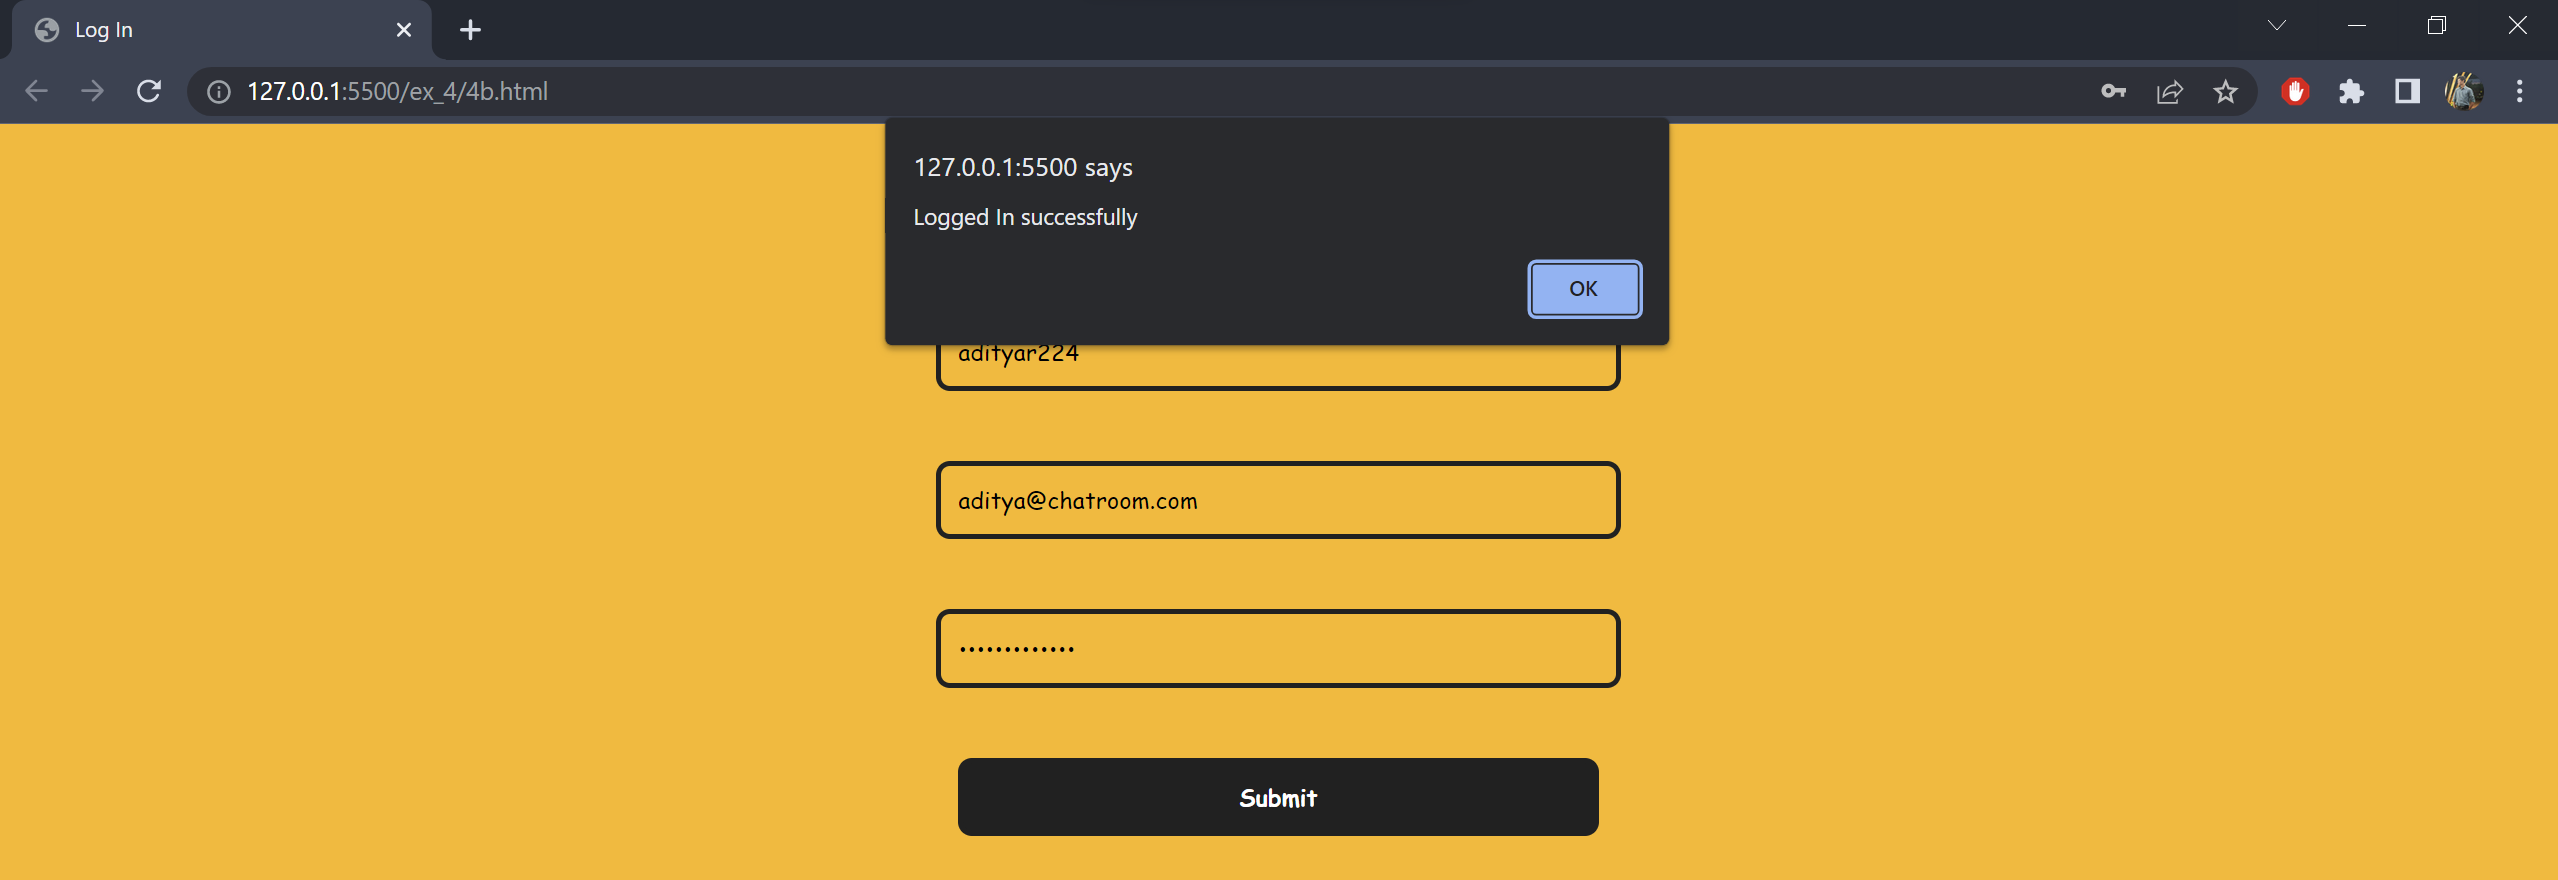 Log In
127.0.0.1:5500/ex_4/4b.html
127.0.0.1:5500 says
Logged In successfully
OK
adityar224
aditya@chatroom.com
•••••••••••••
Submit